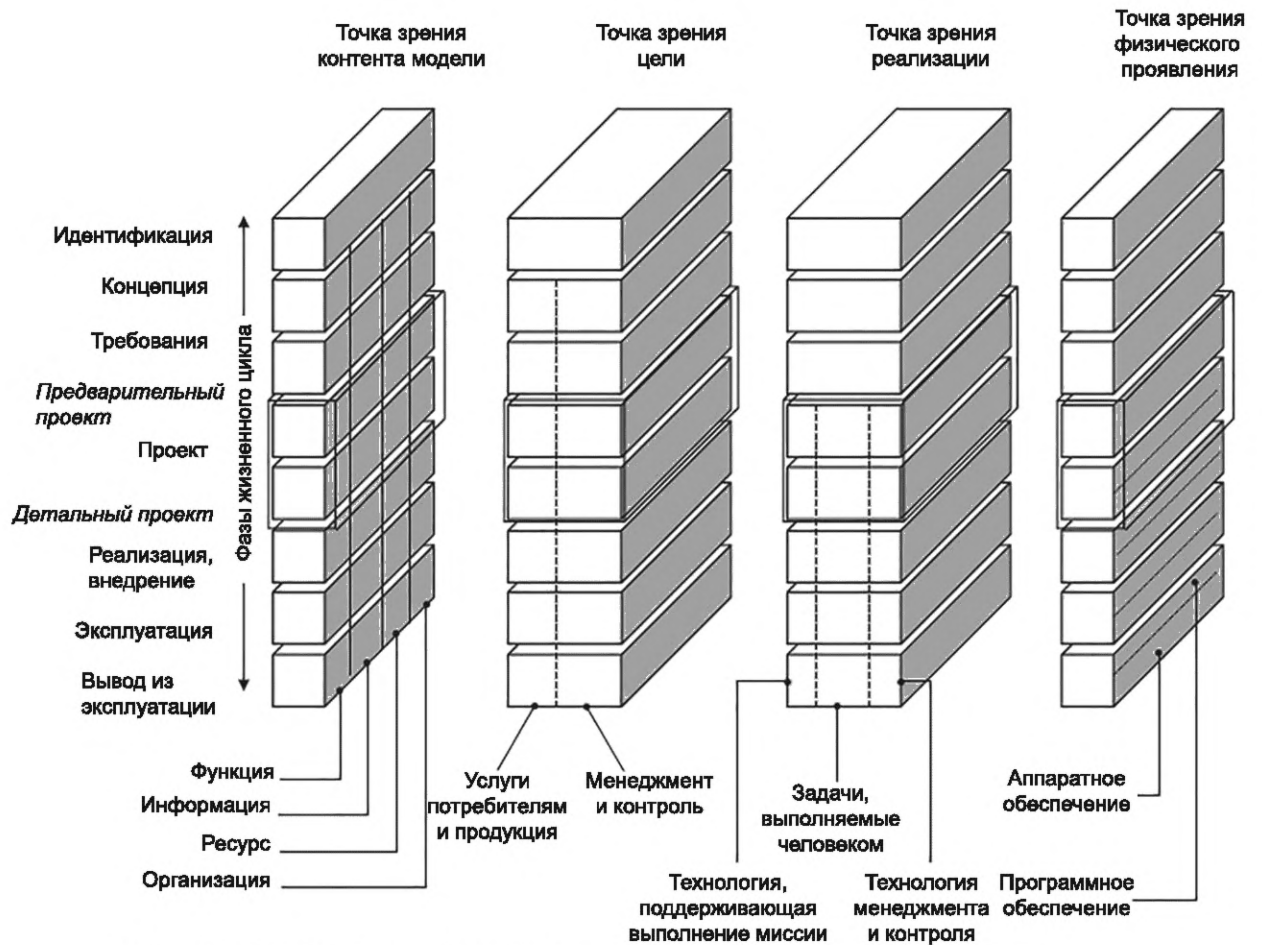 Точка зрения
контента модели
Точка зрения
цели
Точка зрения
реализации
Точка зрения
физического
проявления
Идентификация
Концепция
Требования
Предварительный
проект
Проект
Детальный проект
Реализация,
внедрение
Эксплуатация
Вывод из
эксплуатации
Фазы жизненного цикла
Функция
Информация
Ресурс
Организация
Услуги
потребителям
и продукция
Менеджмент
и контроль
Задачи,
выполняемые
человеком
Технология,
поддерживающая
выполнение миссии
Технология
менеджмента
и контроля
Аппаратное
обеспечение
Программное
обеспечение